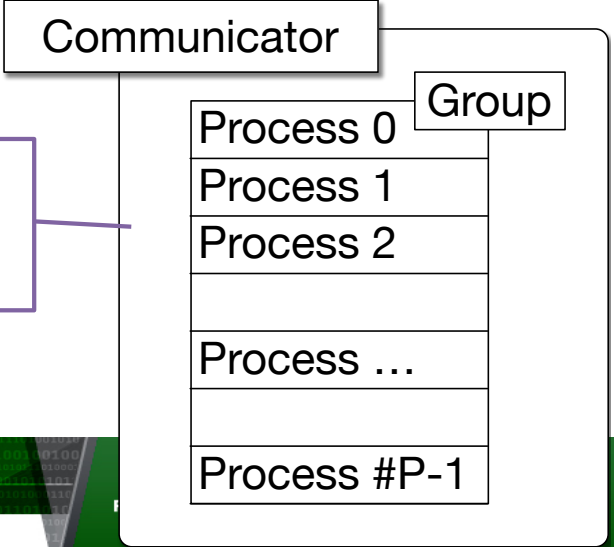 Communicator
Group
Process 0
Process 1
Process 2
Process …
Process #P-1